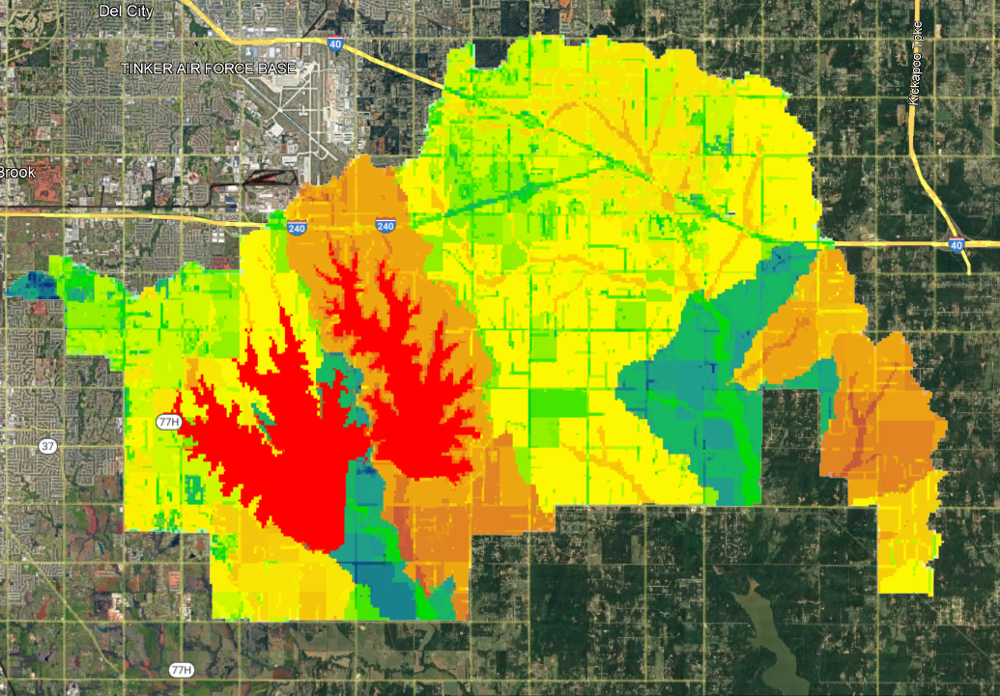 Del City
40
TINKER AIR FORCE BASE
Kickapoo Tpke
Brook
240
240
40
77H
37
77H